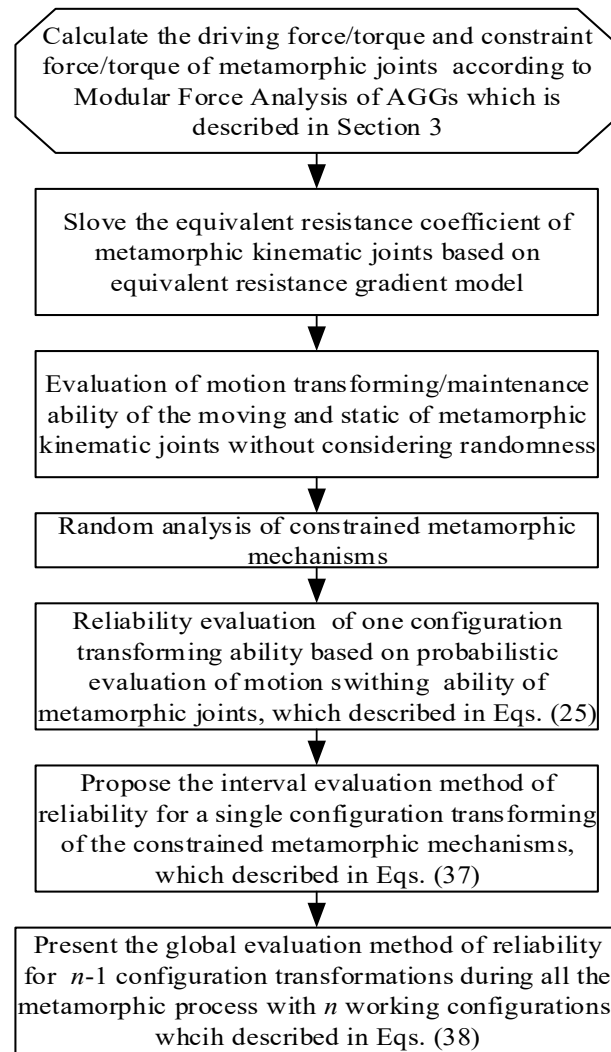 Calculate the driving force/torque and constraint
force/torque of metamorphic joints according to
Modular Force Analysis of AGGs which is
described in Section 3
Slove the equivalent resistance coefficient of
metamorphic kinematic joints based on
equivalent resistance gradient model
Evaluation of motion transforming/maintenance
ability of the moving and static of metamorphic
kinematic joints without considering randomness
Random analysis of constrained metamorphic
mechanisms
Reliability evaluation of one configuration
transforming ability based on probabilistic
evaluation of motion swithing ability of
metamorphic joints, which described in Eqs. (25)
Propose the interval evaluation method of
reliability for a single configuration transforming
of the constrained metamorphic mechanisms,
which described in Eqs. (37)
Present the global evaluation method of reliability
for n-1 configuration transformations during all the
metamorphic process with n working configurations
whcih described in Eqs. (38)